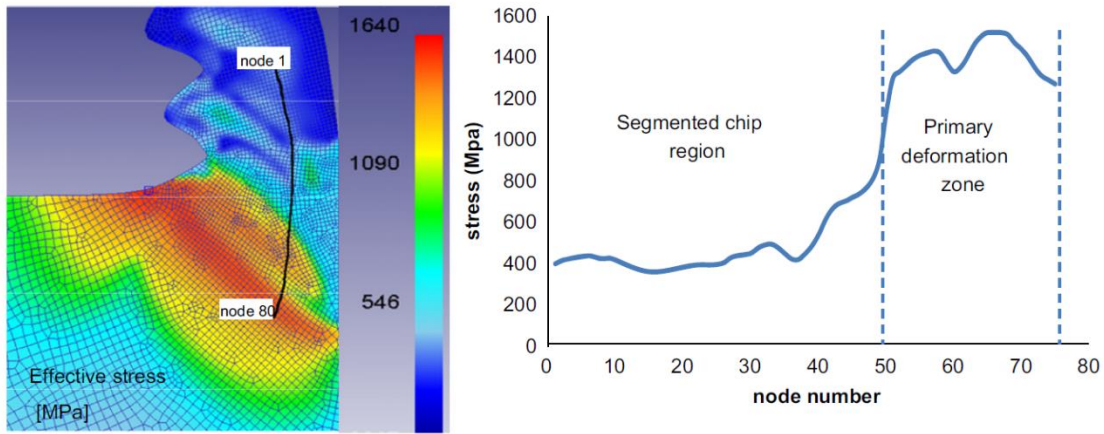 node 1
node 80
Effective stress
[MPa]
1640
1090
546
stress (Mpa)
1600
1400
1200
1000
800
600
400
200
0
Segmented chip
region
Primary
deformation
zone
0 10 20 30 40 50 60 70 80
node number